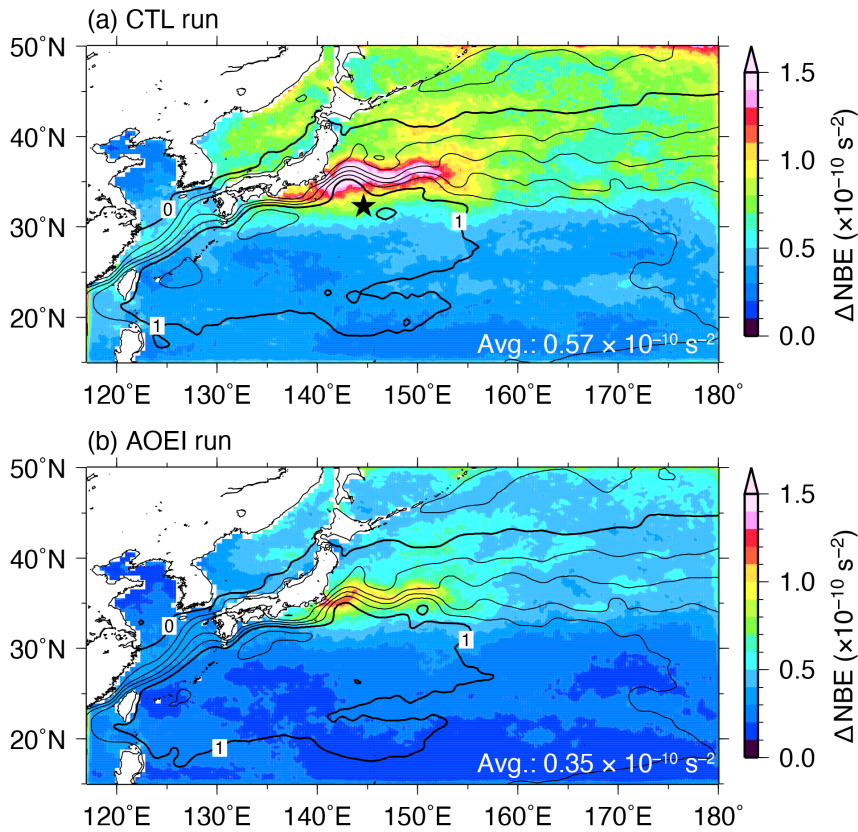 (a) CTL run
50˚N
40˚N
30˚N
20˚N
0
1
1
Avg.: 0.57 × 10⁻¹⁰ s⁻²
120˚E 130˚E 140˚E 150˚E 160˚E 170˚E 180˚
1.5
1.0
0.5
0.0
ΔNBE (×10⁻¹⁰ s⁻²)
(b) AOEI run
50˚N
40˚N
30˚N
20˚N
0
1
1
Avg.: 0.35 × 10⁻¹⁰ s⁻²
120˚E 130˚E 140˚E 150˚E 160˚E 170˚E 180˚
1.5
1.0
0.5
0.0
ΔNBE (×10⁻¹⁰ s⁻²)